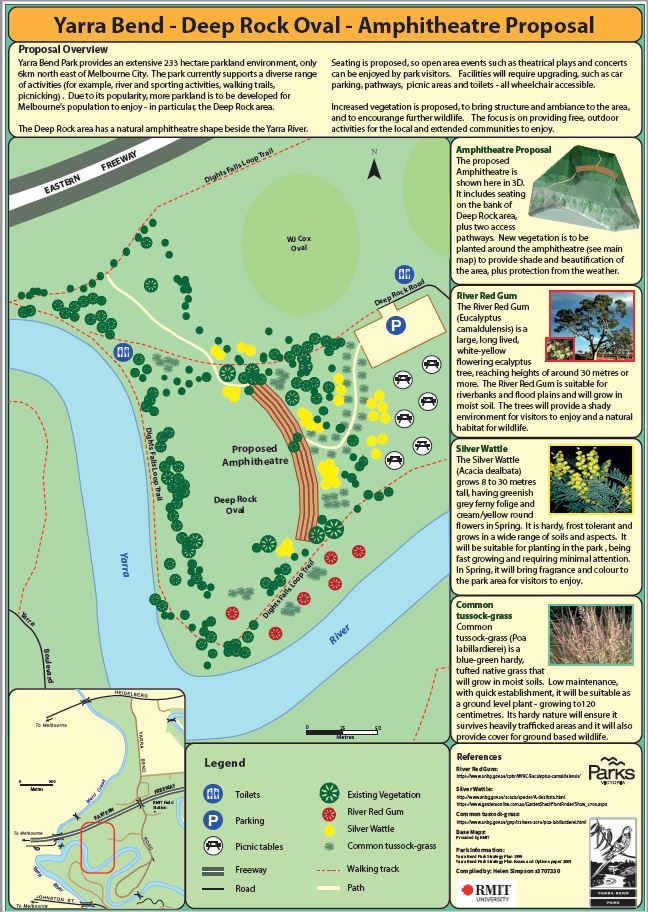 Yarra Bend - Deep Rock Oval - Amphitheatre Proposal
Proposal Overview
Yarra Bend Park provides an extensive 233 hectare parkland environment, only
6km north east of Melbourne City. The park currently supports a diverse range
of activities (for example, river and sporting activities, walking trails,
picnicking) . Due to its popularity, more parkland is to be developed for
Melbourne's population to enjoy - in particular, the Deep Rock area.
The Deep Rock area has a natural amphitheatre shape beside the Yarra River.
Seating is proposed, so open area events such as theatrical plays and concerts
can be enjoyed by park visitors. Facilities will require upgrading, such as car
parking, pathways, picnic areas and toilets - all wheelchair accessible.
Increased vegetation is proposed, to bring structure and ambiance to the area,
and to encourange further wildlife. The focus is on providing free, outdoor
activities for the local and extended communities to enjoy.
EASTERN FREEWAY
Dights Falls Loop Trail
N
WJ Cox
Oval
Deep Rock Road
P
Proposed
Amphitheatre
Deep Rock
Oval
Dights Falls Loop Trail
Dights Falls Loop Trail
Yarra
River
Yarra
Boulevard
0 25 50
Metres
Amphitheatre Proposal
The proposed
Amphitheatre is
shown here in 3D.
It includes seating
on the bank of
Deep Rock area,
plus two access
pathways. New vegetation is to be
planted around the amphitheatre (see main
map) to provide shade and beautification of
the area, plus protection from the weather.
River Red Gum
The River Red Gum
(Eucalyptus
camaldulensis) is a
large, long lived,
white-yellow
flowering ecalyptus
tree, reaching heights of around 30 metres or
more. The River Red Gum is suitable for
riverbanks and flood plains and will grow in
moist soil. The trees will provide a shady
environment for visitors to enjoy and a natural
habitat for wildlife.
Silver Wattle
The Silver Wattle
(Acacia dealbata)
grows 8 to 30 metres
tall, having greenish
grey ferny folige and
cream/yellow round
flowers in Spring. It is hardy, frost tolerant and
grows in a wide range of soils and aspects. It
will be suitable for planting in the park , being
fast growing and requiring minimal attention.
In Spring, it will bring fragrance and colour to
the park area for visitors to enjoy.
Common
tussock-grass
Common
tussock-grass (Poa
labillardierei) is a
blue-green hardy,
tufted native grass that
will grow in moist soils. Low maintenance,
with quick establishment, it will be suitable as
a ground level plant - growing to120
centimetres. Its hardy nature will ensure it
survives heavily trafficked areas and it will also
provide cover for ground based wildlife.
HEIDELBERG
To Melbourne
YARRA
BEND
Merri Creek
FREEWAY
EASTERN
RMIT Field
Station
To Melbourne
ROAD
Yarra
River
JOHNSTON ST
To Melbourne
Metres
Legend
Toilets
P Parking
Picnic tables
Freeway
Road
Existing Vegetation
River Red Gum
Silver Wattle
Common tussock-grass
Walking track
Path
References
River Red Gum:
Silver Wattle:
Common tussock-grass:
Base Maps:
Provided by RMIT
Park Information:
Yarra Bend Park Strategy Plan 1999
Compiled by: Helen Simpson s3707330
Parks
VICTORIA
RMIT
UNIVERSITY
YARRA BEND
PARK